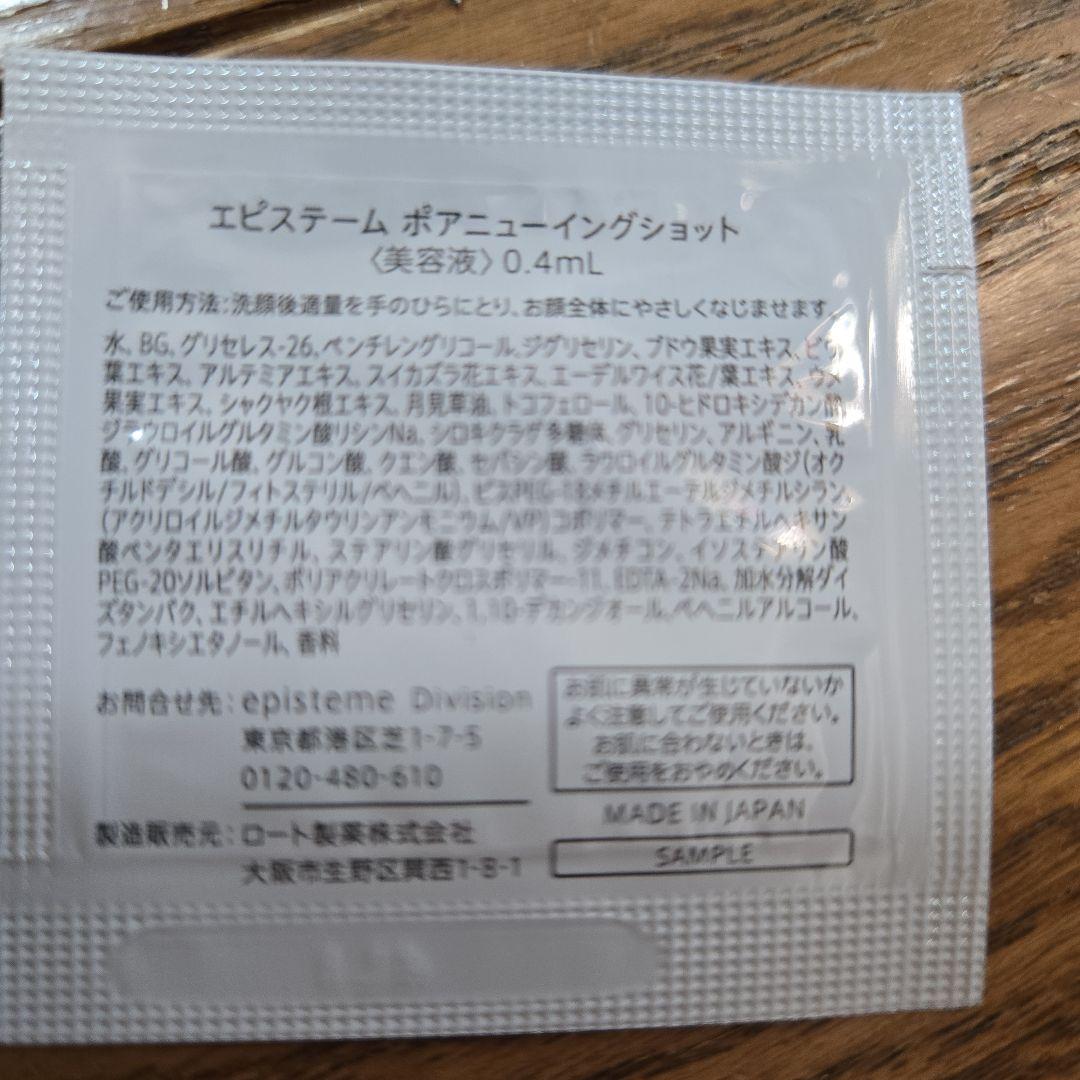 エピステーム ポアニューイングショット
〈美容液〉0.4mL
ご使用方法:洗顔後適量を手のひらにとり、お顔全体にやさしくなじませます。
水、BG、グリセレス-26、ペンチレングリコール、ジグリセリン、ブドウ果実エキス、ビワ
葉エキス、アルテミアエキス、スイカズラ花エキス、エーデルワイス花/葉エキス、ウメ
果実エキス、シャクヤク根エキス、月見草油、トコフェロール、10-ヒドロキシデカン酸、
ジラウロイルグルタミン酸リシンNa、シロキクラゲ多糖体、グリセリン、アルギニン、乳
酸、グリコール酸、グルコン酸、クエン酸、セバシン酸、ラウロイルグルタミン酸ジ(オク
チルドデシル/フィトステリル/ベヘニル)、ビスPEG-18メチルエーテルジメチルシラン、
(アクリロイルジメチルタウリンアンモニウム/VP)コポリマー、テトラエチルヘキサン
酸ペンタエリスリチル、ステアリン酸グリセリル、ジメチコン、イソステアリン酸
PEG-20ソルビタン、ポリアクリレートクロスポリマー-11、EDTA-2Na、加水分解ダイ
ズタンパク、エチルヘキシルグリセリン、1,10-デカンジオール、ベヘニルアルコール、
フェノキシエタノール、香料
お問合せ先:episteme Division
東京都港区芝1-7-5
0120-480-610
製造販売元:ロート製薬株式会社
大阪市生野区巽西1-8-1
お肌に異常が生じていないか
よく注意してご使用ください。
お肌に合わないときは、
ご使用をおやめください。
MADE IN JAPAN
SAMPLE